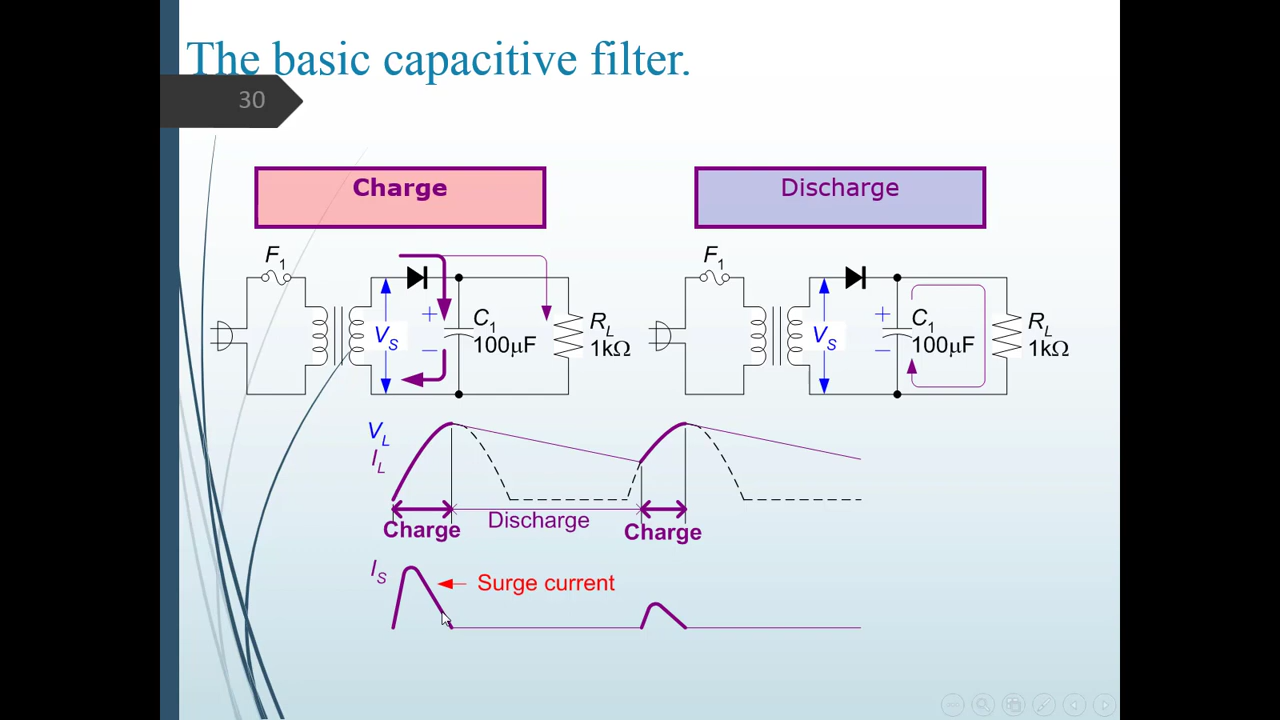 The basic capacitive filter.
30
Charge
Discharge
F1
VS
+
−
C1
100µF
RL
1kΩ
F1
VS
+
−
C1
100µF
RL
1kΩ
VL
IL
Charge
Discharge
Charge
IS
Surge current